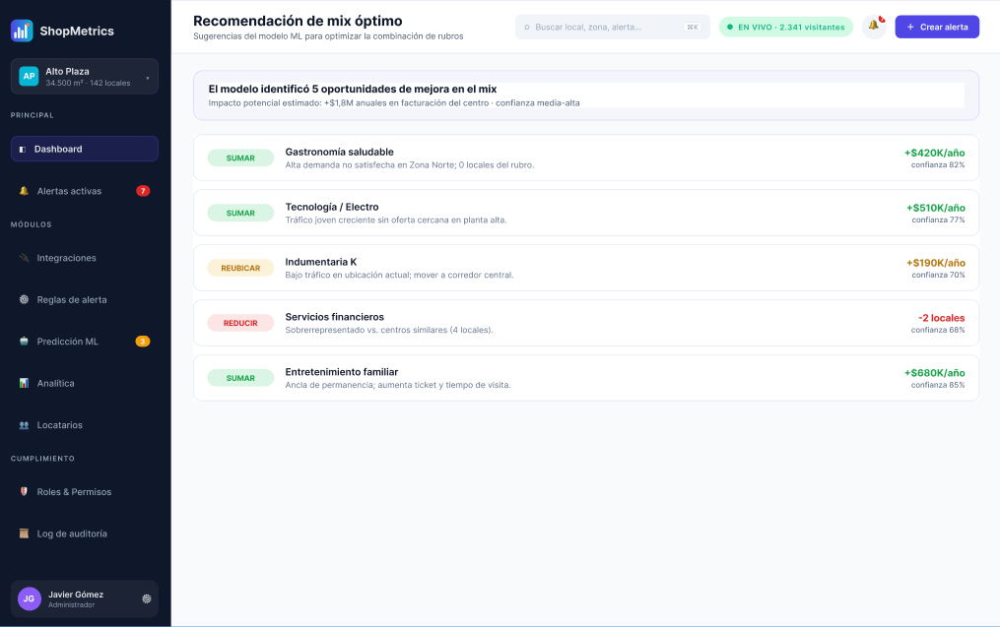 ShopMetrics
AP
Alto Plaza
34.500 m² · 142 locales
PRINCIPAL
Dashboard
Alertas activas
7
MÓDULOS
Integraciones
Reglas de alerta
Predicción ML
3
Analítica
Locatarios
CUMPLIMIENTO
Roles & Permisos
Log de auditoría
JG
Javier Gómez
Administrador
Recomendación de mix óptimo
Sugerencias del modelo ML para optimizar la combinación de rubros
Buscar local, zona, alerta...
⌘K
EN VIVO · 2.341 visitantes
+ Crear alerta
El modelo identificó 5 oportunidades de mejora en el mix
Impacto potencial estimado: +$1,8M anuales en facturación del centro · confianza media-alta
SUMAR
Gastronomía saludable
Alta demanda no satisfecha en Zona Norte; 0 locales del rubro.
+$420K/año
confianza 82%
SUMAR
Tecnología / Electro
Tráfico joven creciente sin oferta cercana en planta alta.
+$510K/año
confianza 77%
REUBICAR
Indumentaria K
Bajo tráfico en ubicación actual; mover a corredor central.
+$190K/año
confianza 70%
REDUCIR
Servicios financieros
Sobrerrepresentado vs. centros similares (4 locales).
-2 locales
confianza 68%
SUMAR
Entretenimiento familiar
Ancla de permanencia; aumenta ticket y tiempo de visita.
+$680K/año
confianza 85%